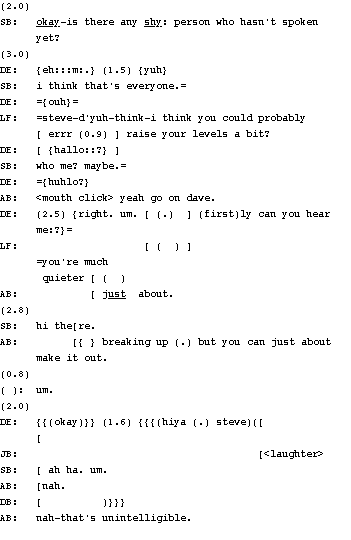 (2.0)
SB: okay-is there any shy: person who hasn't spoken
yet?
(3.0)
DE: {eh:::m:.} (1.5) {yuh}
SB: i think that's everyone.=
DE: ={ouh}=
LF: =steve-d'yuh-think-i think you could probably
[ errr (0.9) ] raise your levels a bit?
DE: [ {hallo::?} ]
SB: who me? maybe.=
DE: ={huhlo?}
AB: <mouth click> yeah go on dave.
DE: (2.5) {right. um. [ (.) ] (first)ly can you hear
me:?}=
LF: [ ( ) ]
=you're much
quieter [ ( )
AB: [ just about.
(2.8)
SB: hi the[re.
AB: [{ } breaking up (.) but you can just about
make it out.
(0.8)
( ): um.
(2.0)
DE: {{(okay)}} (1.6) {{{(hiya (.) steve)([
[
JB: [<laughter>
SB: [ ah ha. um.
AB: [nah.
DB: [ )}}}
AB: nah-that's unintelligible.